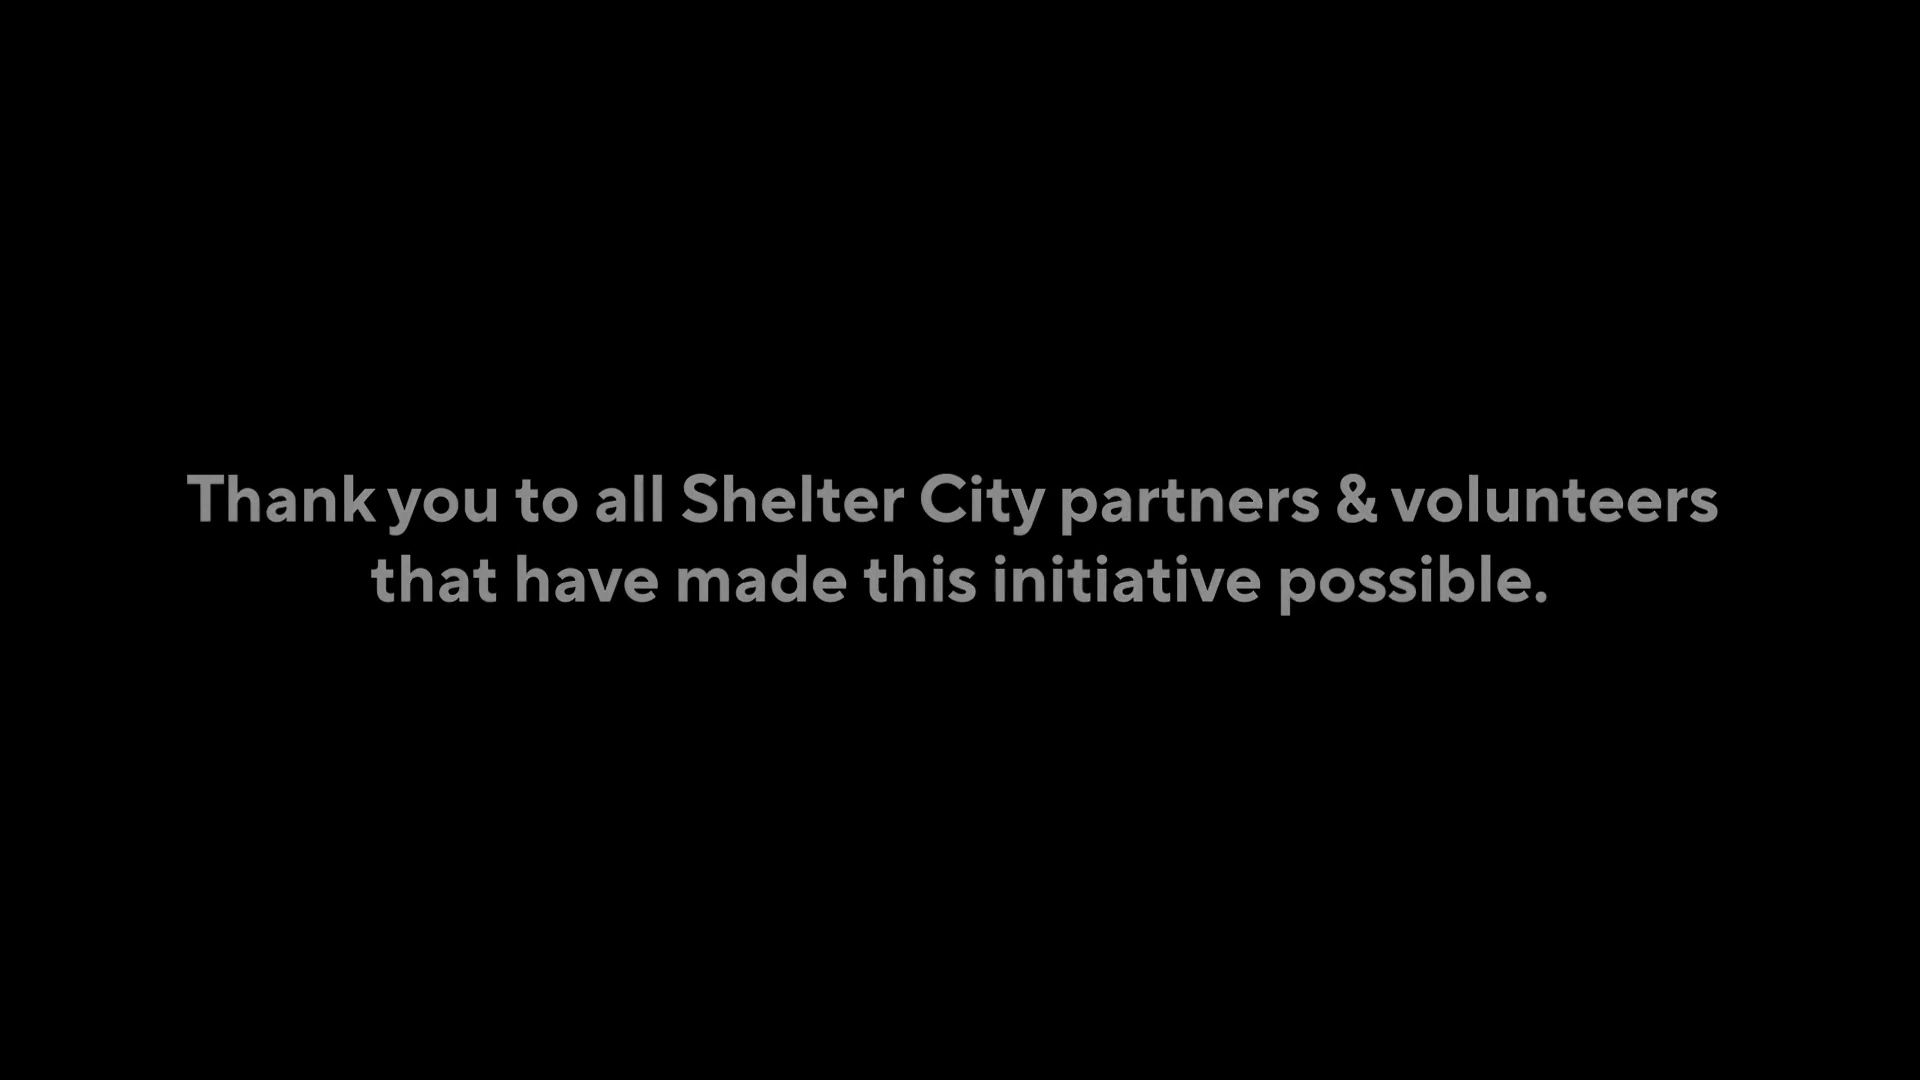 Thank you to all Shelter City partners & volunteers
that have made this initiative possible.